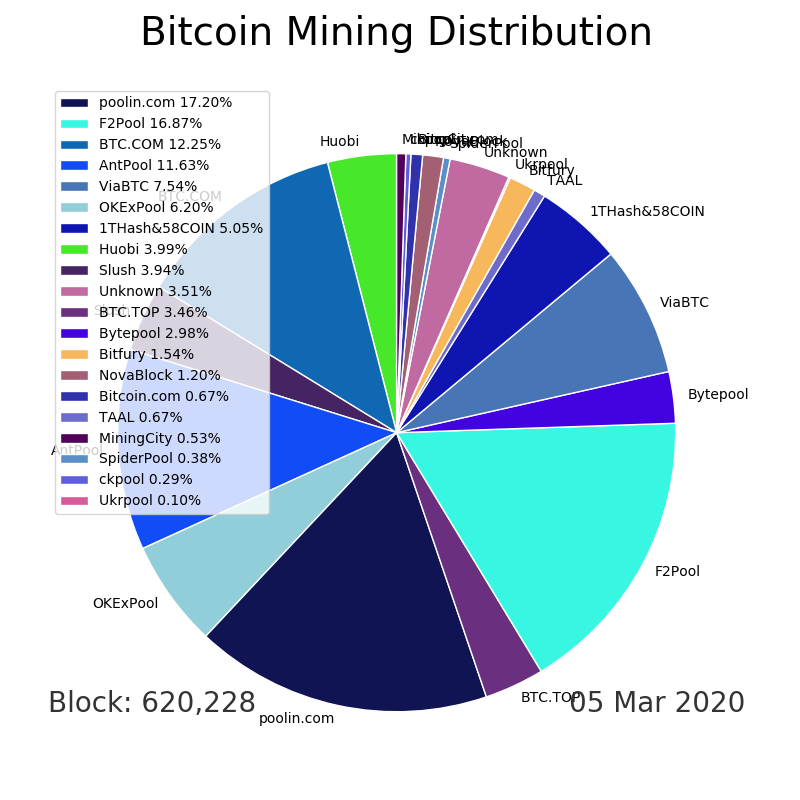 Bitcoin Mining Distribution
poolin.com 17.20%
F2Pool 16.87%
BTC.COM 12.25%
AntPool 11.63%
ViaBTC 7.54%
OKExPool 6.20%
1THash&58COIN 5.05%
Huobi 3.99%
Slush 3.94%
Unknown 3.51%
BTC.TOP 3.46%
Bytepool 2.98%
Bitfury 1.54%
NovaBlock 1.20%
Bitcoin.com 0.67%
TAAL 0.67%
MiningCity 0.53%
SpiderPool 0.38%
ckpool 0.29%
Ukrpool 0.10%
Huobi
SpiderPool
Unknown
Ukrpool
Bitfury
TAAL
BTC.COM
1THash&58COIN
ViaBTC
Bytepool
AntPool
F2Pool
OKExPool
BTC.TOP
poolin.com
Block: 620,228
05 Mar 2020